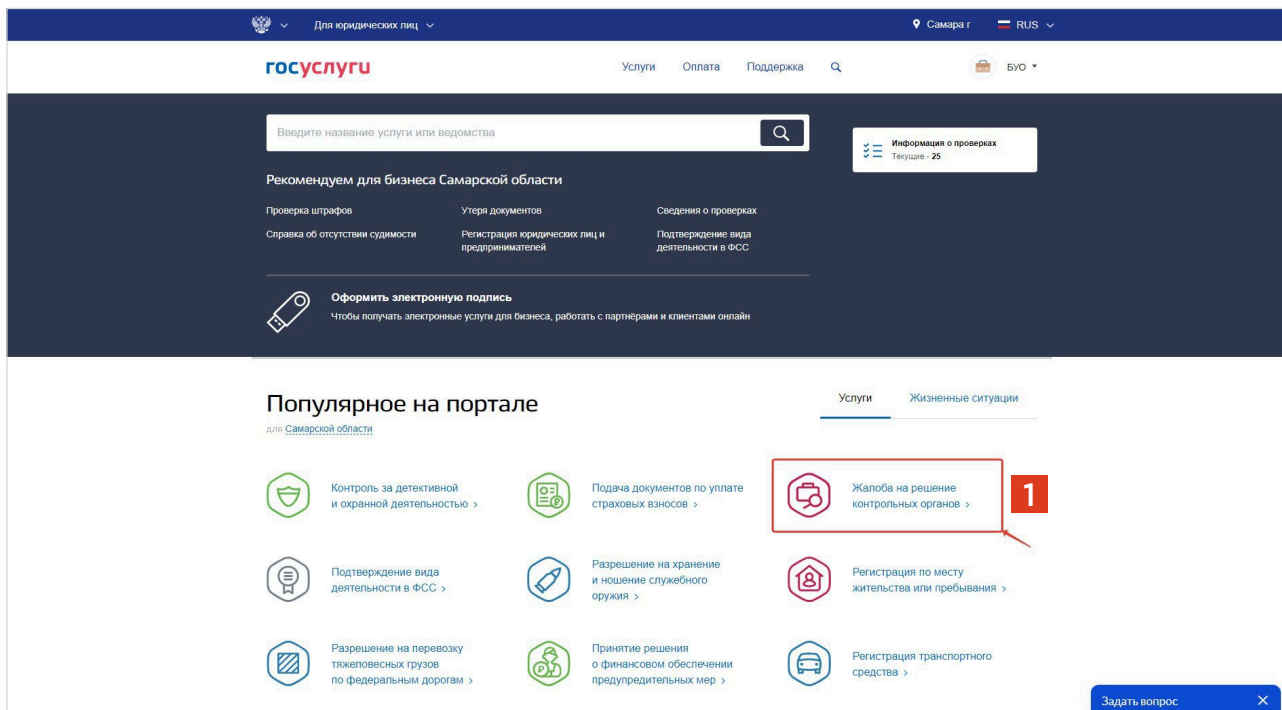 Для юридических лиц
Самара г
RUS
госуслуги
Услуги
Оплата
Поддержка
БУО
Введите название услуги или ведомства
Информация о проверках
Текущие - 25
Рекомендуем для бизнеса Самарской области
Проверка штрафов
Утеря документов
Сведения о проверках
Справка об отсутствии судимости
Регистрация юридических лиц и
предпринимателей
Подтверждение вида
деятельности в ФСС
Оформить электронную подпись
Чтобы получать электронные услуги для бизнеса, работать с партнёрами и клиентами онлайн
Популярное на портале
Услуги
Жизненные ситуации
для Самарской области
Контроль за детективной
и охранной деятельностью >
Подача документов по уплате
страховых взносов >
Жалоба на решение
контрольных органов >
1
Подтверждение вида
деятельности в ФСС >
Разрешение на хранение
и ношение служебного
оружия >
Регистрация по месту
жительства или пребывания >
Разрешение на перевозку
тяжеловесных грузов
по федеральным дорогам >
Принятие решения
о финансовом обеспечении
предупредительных мер >
Регистрация транспортного
средства >
Задать вопрос